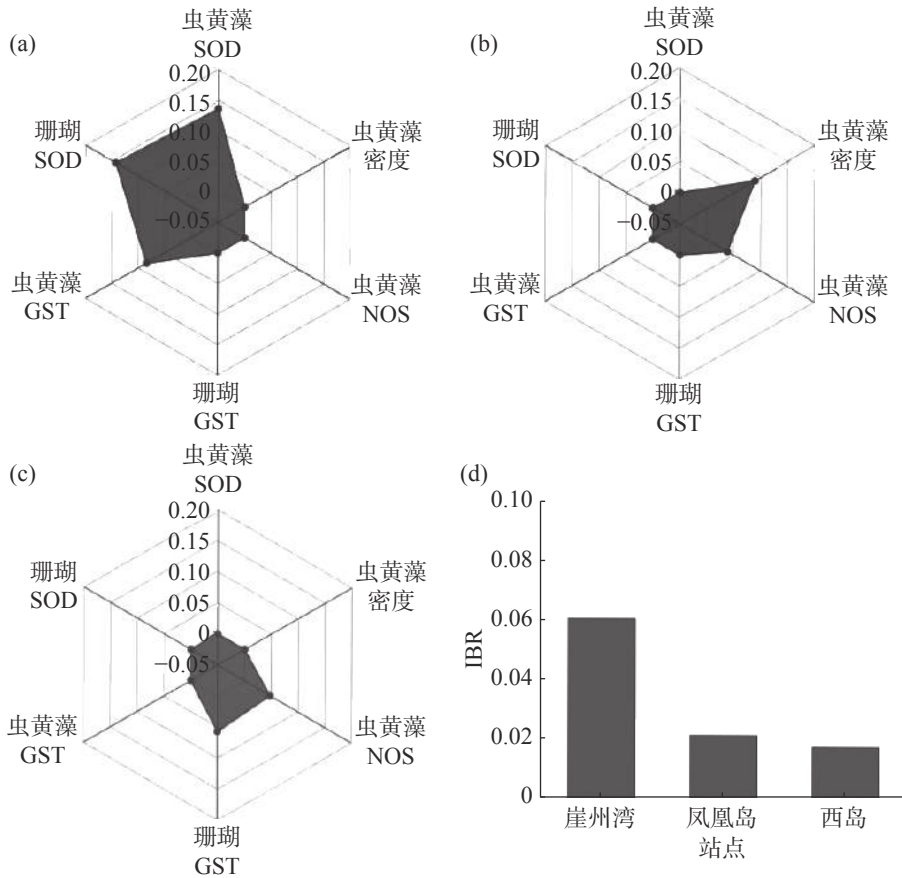 (a)
虫黄藻
SOD
0.20
0.15
0.10
0.05
0
−0.05
虫黄藻
密度
虫黄藻
NOS
珊瑚
GST
虫黄藻
GST
珊瑚
SOD
(b)
虫黄藻
SOD
0.20
0.15
0.10
0.05
0
−0.05
虫黄藻
密度
虫黄藻
NOS
珊瑚
GST
虫黄藻
GST
珊瑚
SOD
(c)
虫黄藻
SOD
0.20
0.15
0.10
0.05
0
−0.05
虫黄藻
密度
虫黄藻
NOS
珊瑚
GST
虫黄藻
GST
珊瑚
SOD
(d)
0.10
0.08
0.06
0.04
0.02
0
IBR
崖州湾 凤凰岛 西岛
站点